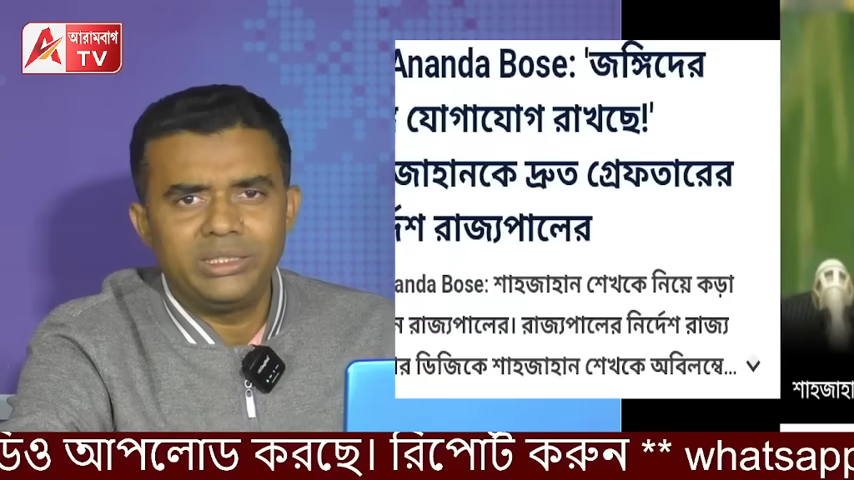 আরামবাগ
TV
Ananda Bose: 'জঙ্গিদের
যোগাযোগ রাখছে!'
জাহানকে দ্রুত গ্রেফতারের
রাজ্যপালের
anda Bose: শাহজাহান শেখকে নিয়ে কড়া
রাজ্যপালের। রাজ্যপালের নির্দেশ রাজ্য
ডিজিকে শাহজাহান শেখকে অবিলম্বে...
শাহজাহা
ডিও আপলোড করছে। রিপোর্ট করুন ** whatsapp